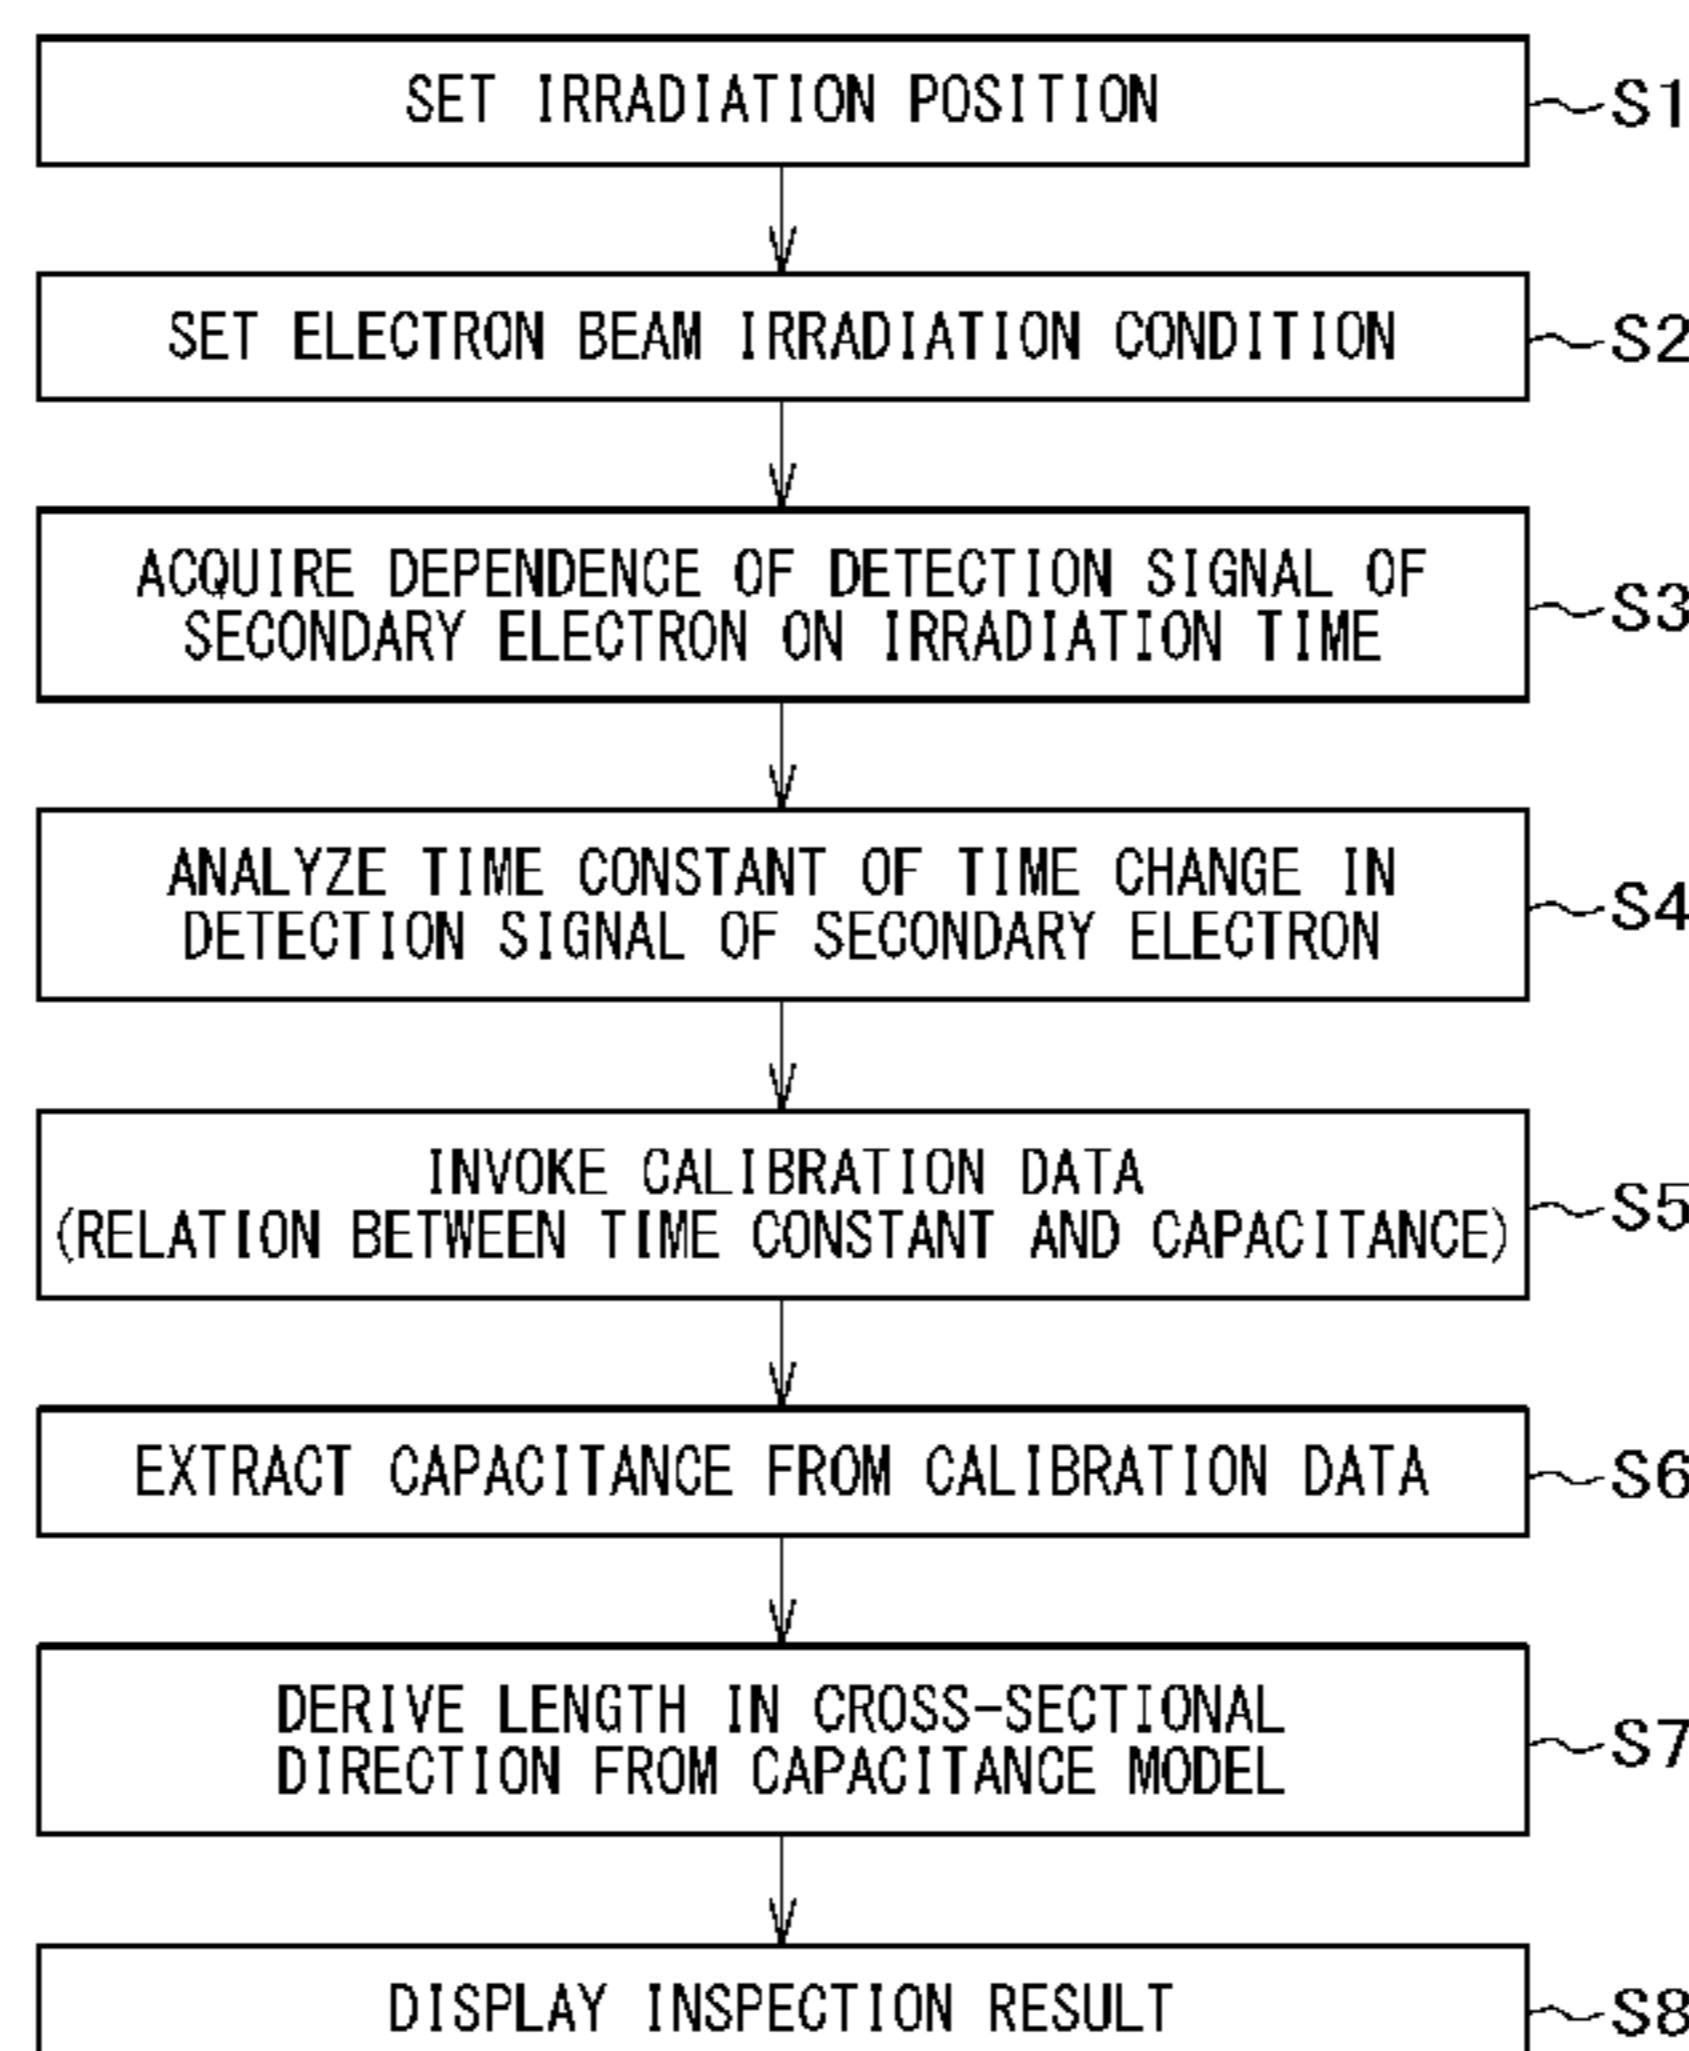 SET IRRADIATION POSITION
S1
SET ELECTRON BEAM IRRADIATION CONDITION
S2
ACQUIRE DEPENDENCE OF DETECTION SIGNAL OF
SECONDARY ELECTRON ON IRRADIATION TIME
S3
ANALYZE TIME CONSTANT OF TIME CHANGE IN
DETECTION SIGNAL OF SECONDARY ELECTRON
S4
INVOKE CALIBRATION DATA
(RELATION BETWEEN TIME CONSTANT AND CAPACITANCE)
S5
EXTRACT CAPACITANCE FROM CALIBRATION DATA
S6
DERIVE LENGTH IN CROSS-SECTIONAL
DIRECTION FROM CAPACITANCE MODEL
S7
DISPLAY INSPECTION RESULT
S8